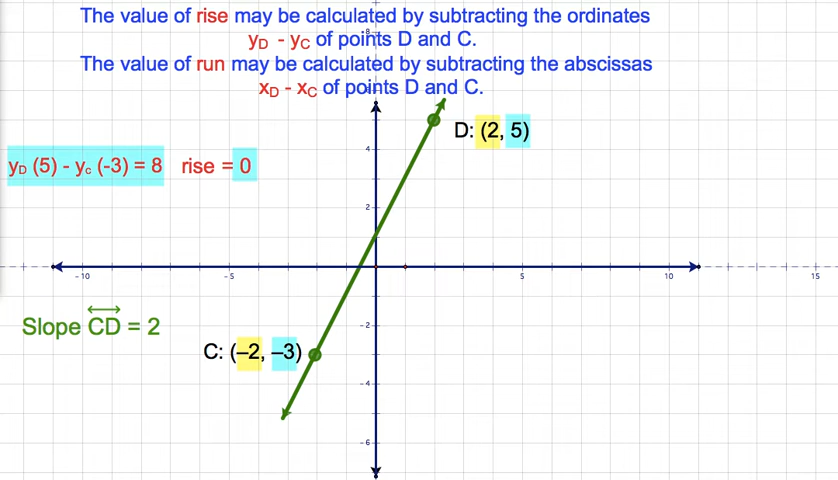 The value of rise may be calculated by subtracting the ordinates
yD - yC of points D and C.
The value of run may be calculated by subtracting the abscissas
xD - xC of points D and C.
8
D: (2, 5)
4
yD (5) - yc (-3) = 8 rise = 0
2
-10 -5 5 10 15
Slope CD = 2
-2
C: (–2, –3)
-4
-6